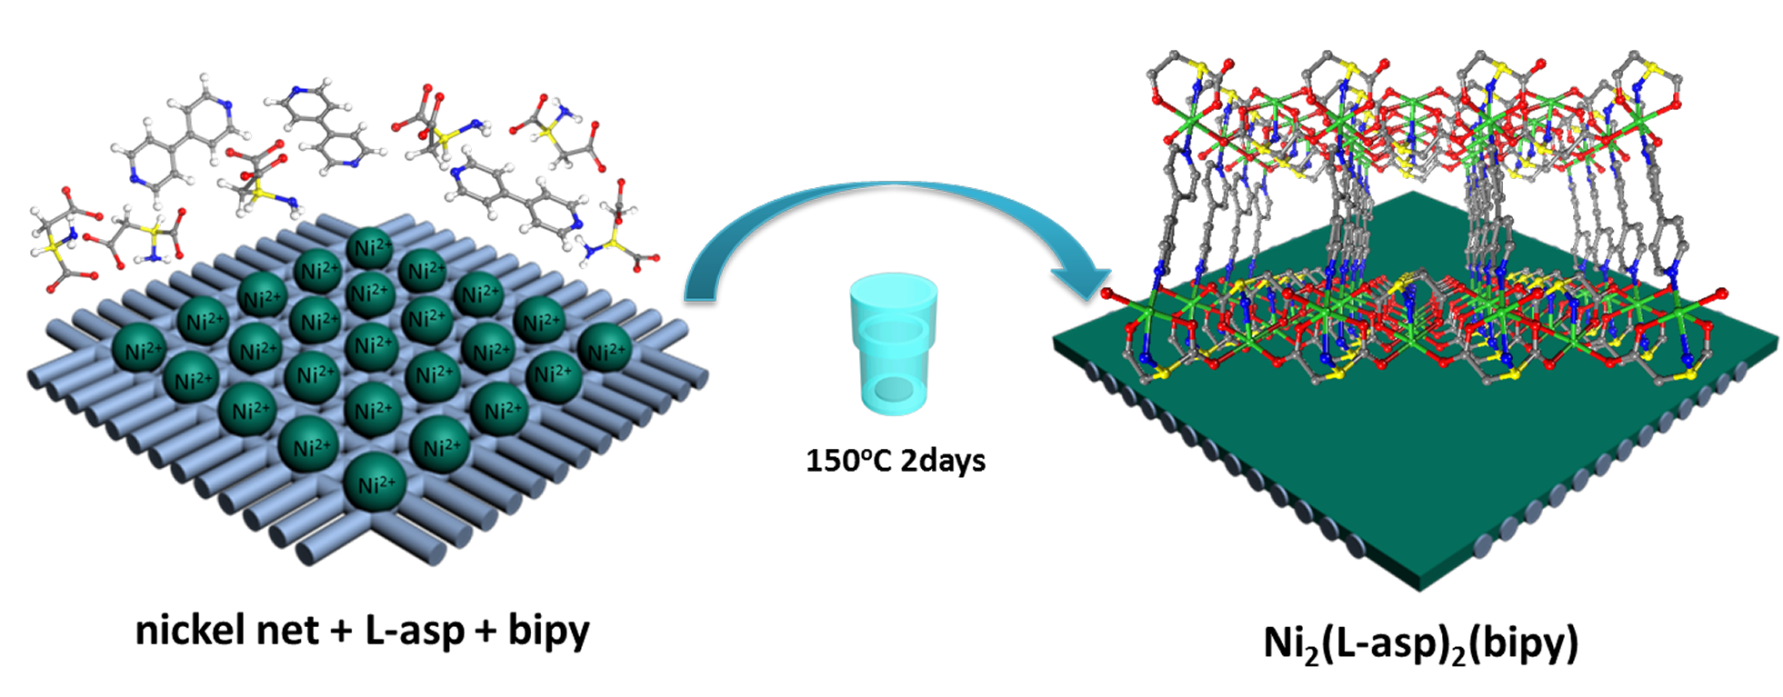 Ni²⁺
Ni²⁺ Ni²⁺
Ni²⁺ Ni²⁺ Ni²⁺
Ni²⁺ Ni²⁺ Ni²⁺ Ni²⁺
Ni²⁺ Ni²⁺ Ni²⁺ Ni²⁺ Ni²⁺
Ni²⁺ Ni²⁺ Ni²⁺ Ni²⁺
Ni²⁺ Ni²⁺ Ni²⁺
Ni²⁺ Ni²⁺
Ni²⁺
150°C 2days
nickel net + L-asp + bipy
Ni₂(L-asp)₂(bipy)